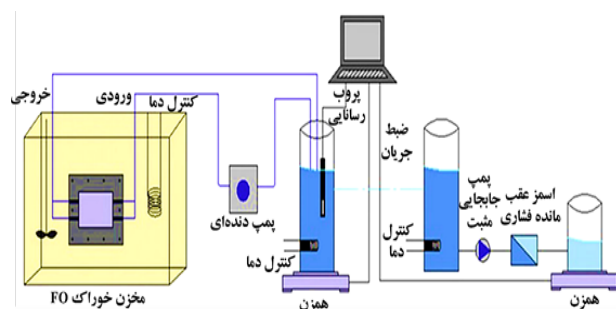 خروجی
ورودی
کنترل دما
مخزن خوراک FO
پمپ دنده‌ای
پروب
رسانایی
کنترل دما
همزن
ضبط
جریان
پمپ
جابجایی
مثبت
کنترل
دما
اسمز عقب
مانده فشاری
همزن